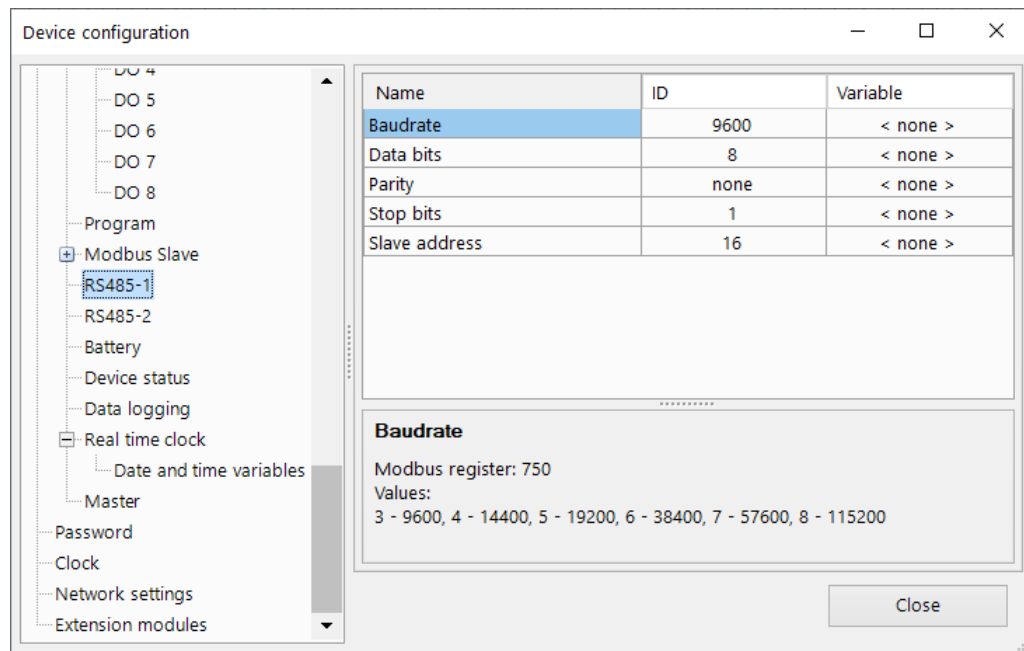 Device configuration
DO 4
DO 5
DO 6
DO 7
DO 8
Program
Modbus Slave
RS485-1
RS485-2
Battery
Device status
Data logging
Real time clock
Date and time variables
Master
Password
Clock
Network settings
Extension modules
Name ID Variable
Baudrate 9600 < none >
Data bits 8 < none >
Parity none < none >
Stop bits 1 < none >
Slave address 16 < none >
Baudrate
Modbus register: 750
Values:
3 - 9600, 4 - 14400, 5 - 19200, 6 - 38400, 7 - 57600, 8 - 115200
Close